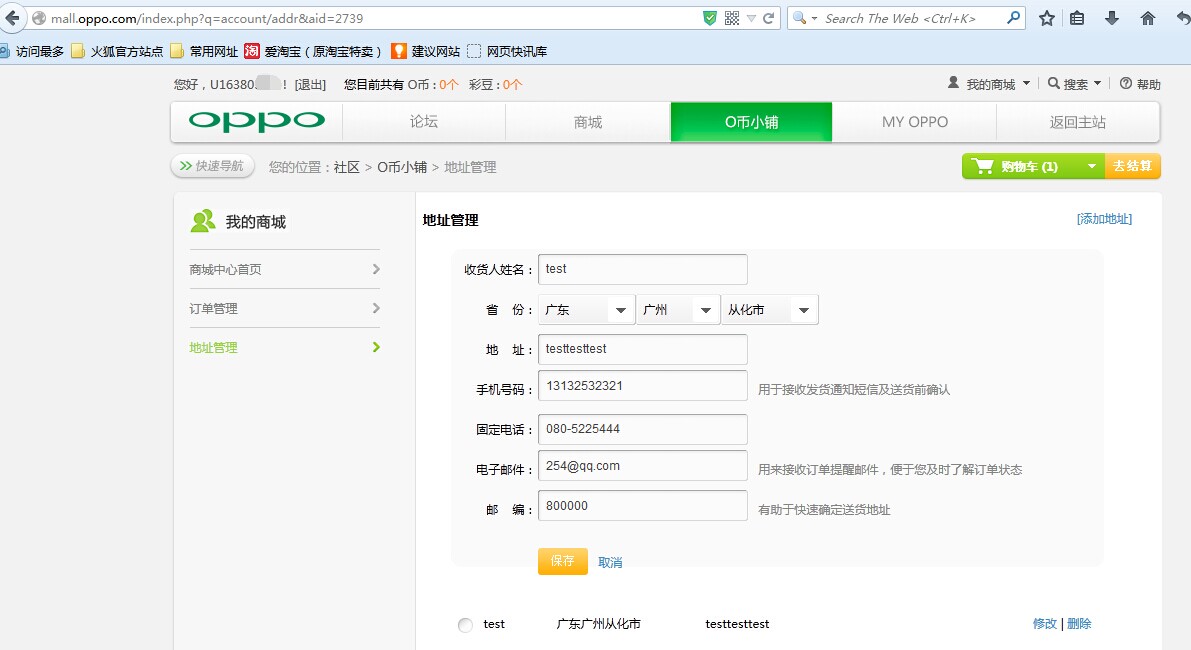 mall.oppo.com/index.php?q=account/addr&aid=2739
Search The Web <Ctrl+K>
访问最多 火狐官方站点 常用网址 爱淘宝（原淘宝特卖） 建议网站 网页快讯库
您好，U16380 ! [退出] 您目前共有 O币：0个 彩豆：0个 我的商城 搜索 帮助
oppo 论坛 商城 O币小铺 MY OPPO 返回主站
快速导航 您的位置：社区 > O币小铺 > 地址管理 购物车 (1) 去结算
我的商城
商城中心首页
订单管理
地址管理
地址管理 [添加地址]
收货人姓名： test
省 份： 广东 广州 从化市
地 址： testtesttest
手机号码： 13132532321 用于接收发货通知短信及送货前确认
固定电话： 080-5225444
电子邮件： 254@qq.com 用来接收订单提醒邮件，便于您及时了解订单状态
邮 编： 800000 有助于快速确定送货地址
保存 取消
test 广东广州从化市 testtesttest 修改 | 删除